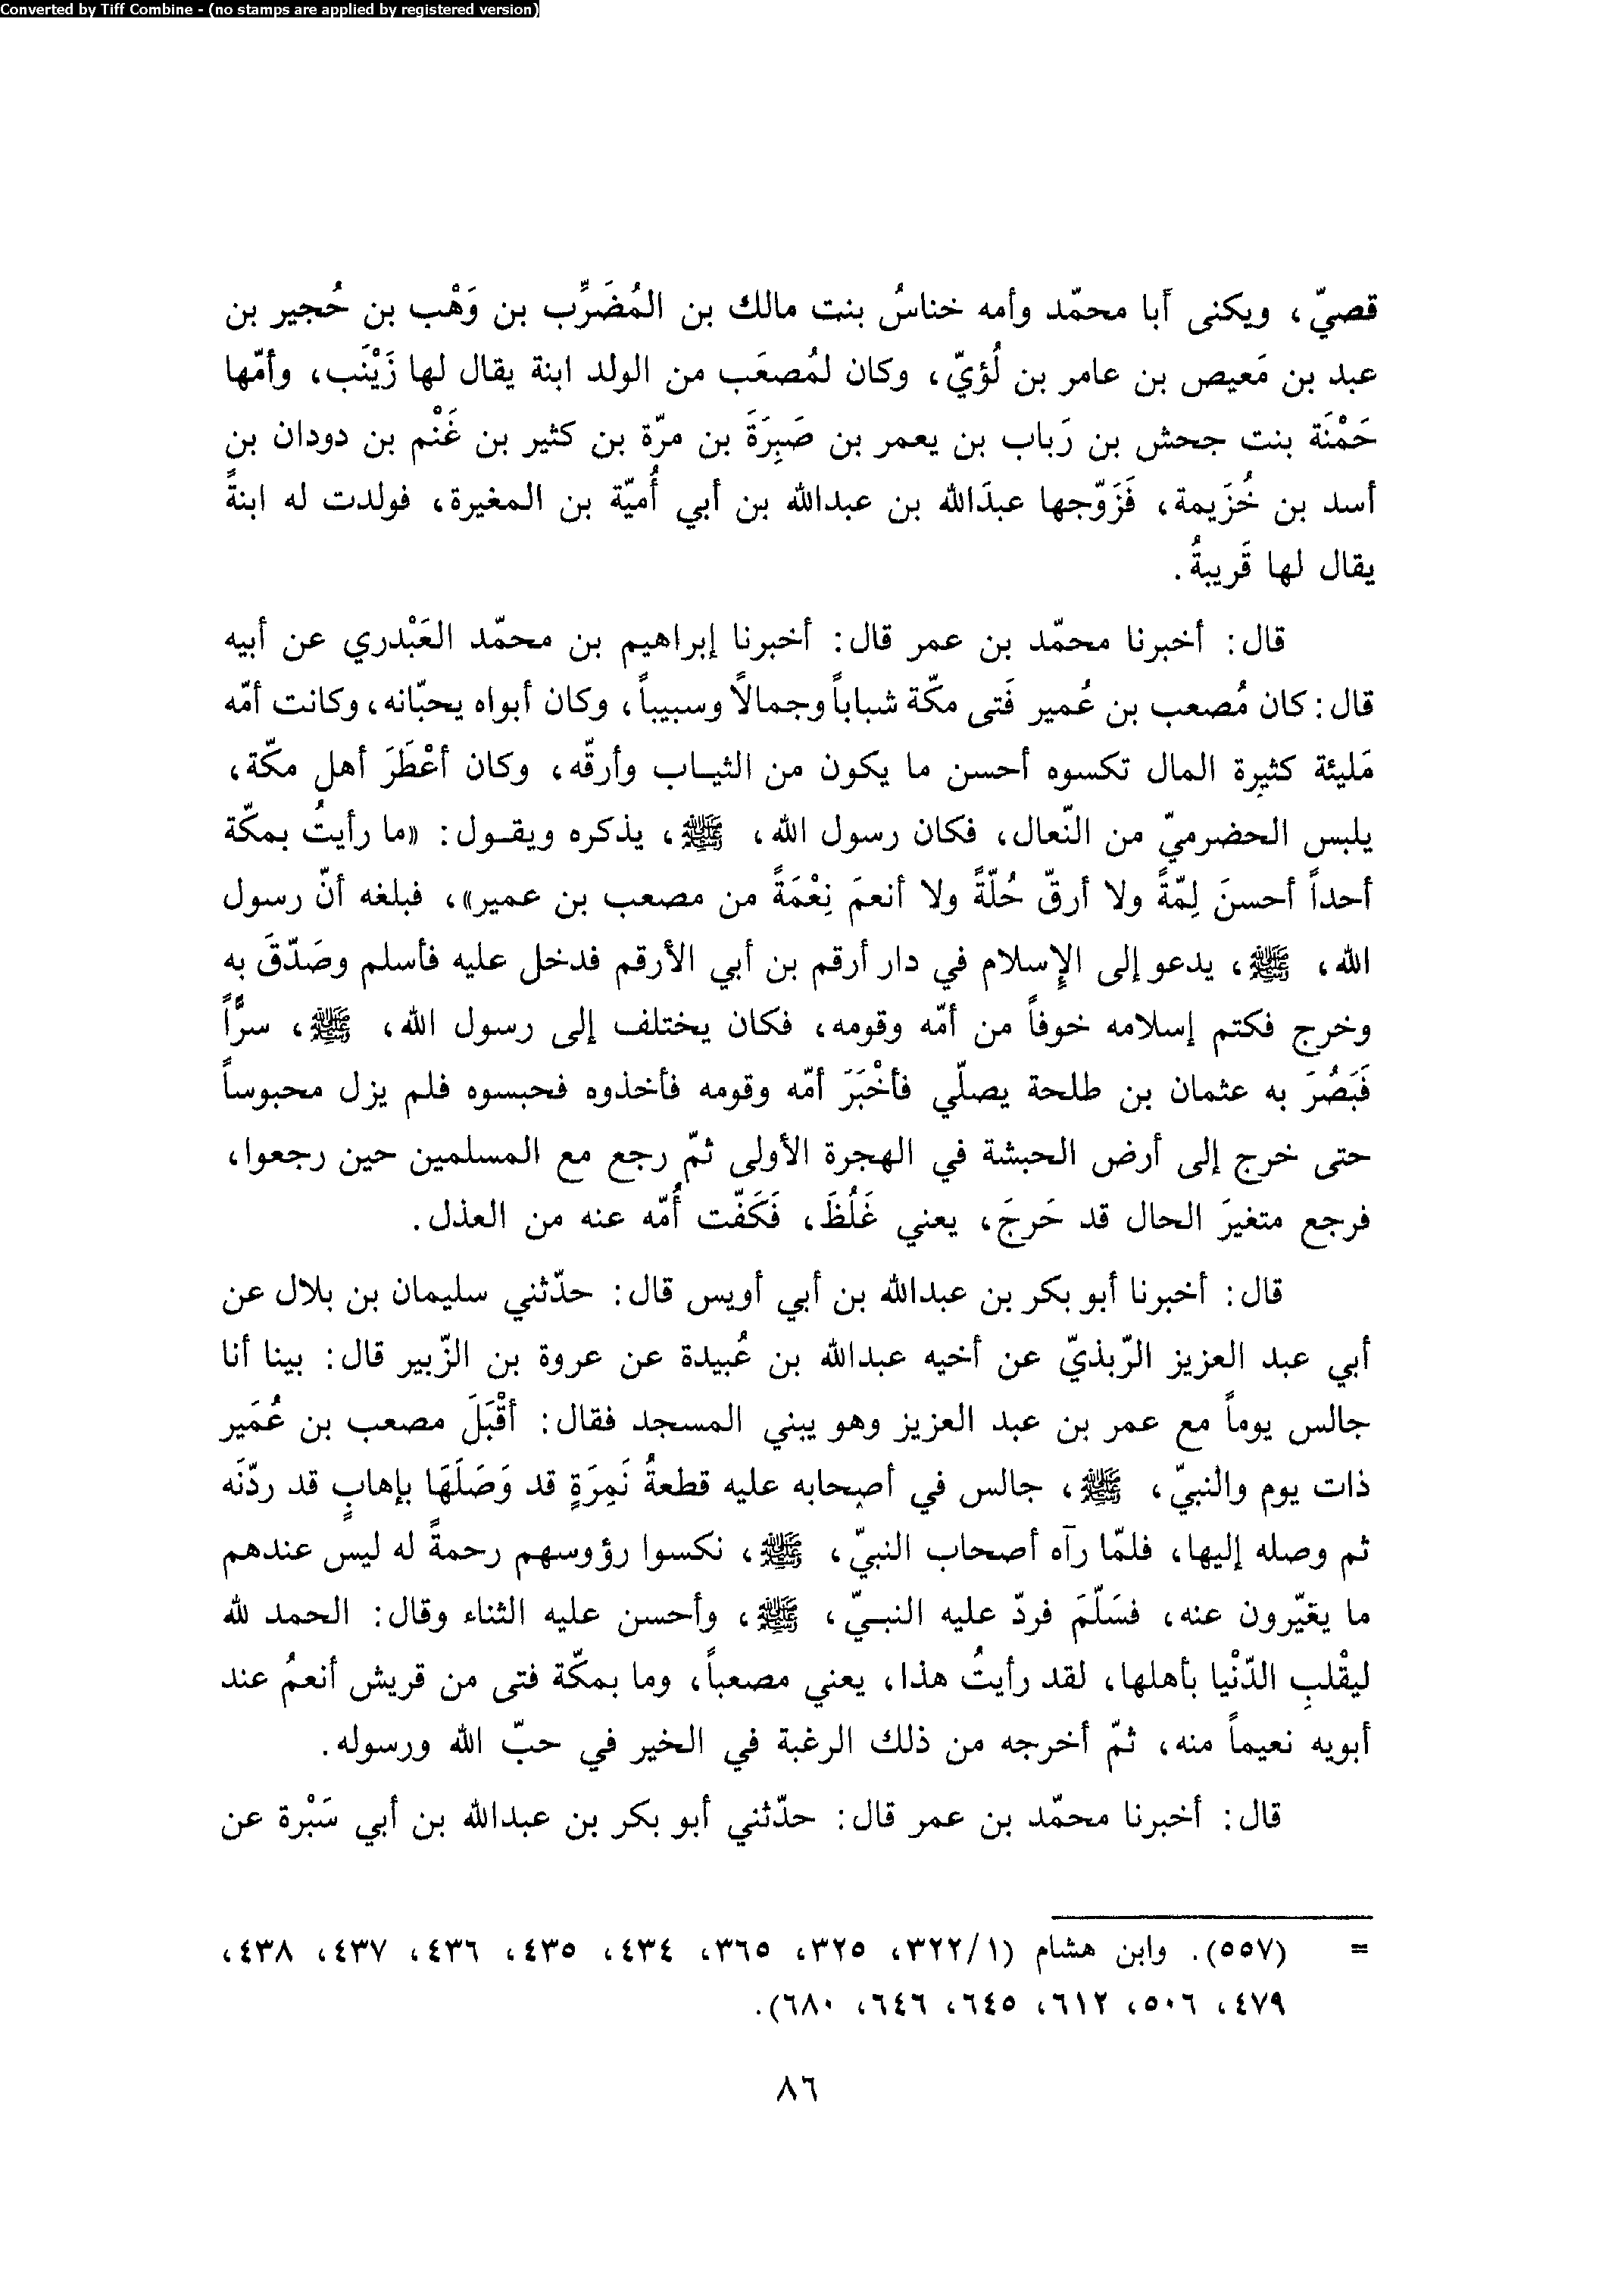 Converted by Tiff Combine - (no stamps are applied by registered version)
قصيّ، ويكنى أبا محمّد وأمه خناسُ بنت مالك بن المُضَرِّب بن وَهْب بن حُجير بن
عبد بن مَعيص بن عامر بن لُؤيّ، وكان لمُصعَب من الولد ابنة يقال لها زَيْنَب، وأمّها
حَمْنَة بنت جحش بن رَباب بن يعمر بن صَبِرَةَ بن مرّة بن كثير بن غَنْم بن دودان بن
أسد بن خُزَيمة، فَزَوّجها عبدَالله بن عبدالله بن أبي أُميّة بن المغيرة، فولدت له ابنةً
يقال لها قَريبةُ.
قال: أخبرنا محمّد بن عمر قال: أخبرنا إبراهيم بن محمّد العَبْدري عن أبيه
قال: كان مُصعب بن عُمير فَتى مكّة شباباً وجمالاً وسبيباً، وكان أبواه يحبّانه، وكانت أمّه
مَليئة كثيرة المال تكسوه أحسن ما يكون من الثياب وأرقّه، وكان أعْطَرَ أهل مكّة،
يلبس الحضرميّ من النّعال، فكان رسول الله، ﷺ، يذكره ويقول: «ما رأيتُ بمكّة
أحداً أحسنَ لِمّةً ولا أرقّ حُلّةً ولا أنعمَ نِعْمَةً من مصعب بن عمير»، فبلغه أنّ رسول
الله، ﷺ، يدعو إلى الإسلام في دار أرقم بن أبي الأرقم فدخل عليه فأسلم وصَدّقَ به
وخرج فكتم إسلامه خوفاً من أمّه وقومه، فكان يختلف إلى رسول الله، ﷺ، سرّاً
فَبَصُرَ به عثمان بن طلحة يصلّي فأخْبَرَ أمّه وقومه فأخذوه فحبسوه فلم يزل محبوساً
حتى خرج إلى أرض الحبشة في الهجرة الأولى ثمّ رجع مع المسلمين حين رجعوا،
فرجع متغيرَ الحال قد حَرجَ، يعني غَلُظَ، فَكَفّت أُمّه عنه من العذل.
قال: أخبرنا أبو بكر بن عبدالله بن أبي أويس قال: حدّثني سليمان بن بلال عن
أبي عبد العزيز الرّبذيّ عن أخيه عبدالله بن عُبيدة عن عروة بن الزّبير قال: بينا أنا
جالس يوماً مع عمر بن عبد العزيز وهو يبني المسجد فقال: أقْبَلَ مصعب بن عُمَير
ذات يوم والنبيّ، ﷺ، جالس في أصحابه عليه قطعةُ نَمِرَةٍ قد وَصَلَهَا بإهابٍ قد ردّنَه
ثم وصله إليها، فلمّا رآه أصحاب النبيّ، ﷺ، نكسوا رؤوسهم رحمةً له ليس عندهم
ما يغيّرون عنه، فسَلّمَ فردّ عليه النبيّ، ﷺ، وأحسن عليه الثناء وقال: الحمد لله
ليقْلبِ الدّنْيا بأهلها، لقد رأيتُ هذا، يعني مصعباً، وما بمكّة فتى من قريش أنعمُ عند
أبويه نعيماً منه، ثمّ أخرجه من ذلك الرغبة في الخير في حبّ الله ورسوله.
قال: أخبرنا محمّد بن عمر قال: حدّثني أبو بكر بن عبدالله بن أبي سَبْرة عن
= (٥٥٧). وابن هشام (٣٢٢/١، ٣٢٥، ٣٦٥، ٤٣٤، ٤٣٥، ٤٣٦، ٤٣٧، ٤٣٨،
٤٧٩، ٥٠٦، ٦١٢، ٦٤٥، ٦٤٦، ٦٨٠).
٨٦